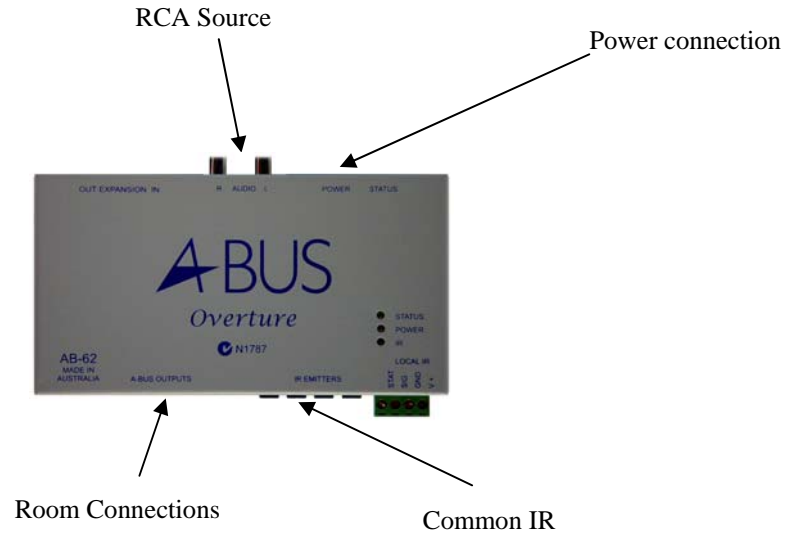 RCA Source
Power connection
OUT EXPANSION IN
R AUDIO L
POWER
STATUS
A-BUS
Overture
N1787
STATUS
POWER
IR
AB-62
MADE IN
AUSTRALIA
A-BUS OUTPUTS
IR EMITTERS
LOCAL IR
STAT
SIG
GND
V +
Room Connections
Common IR